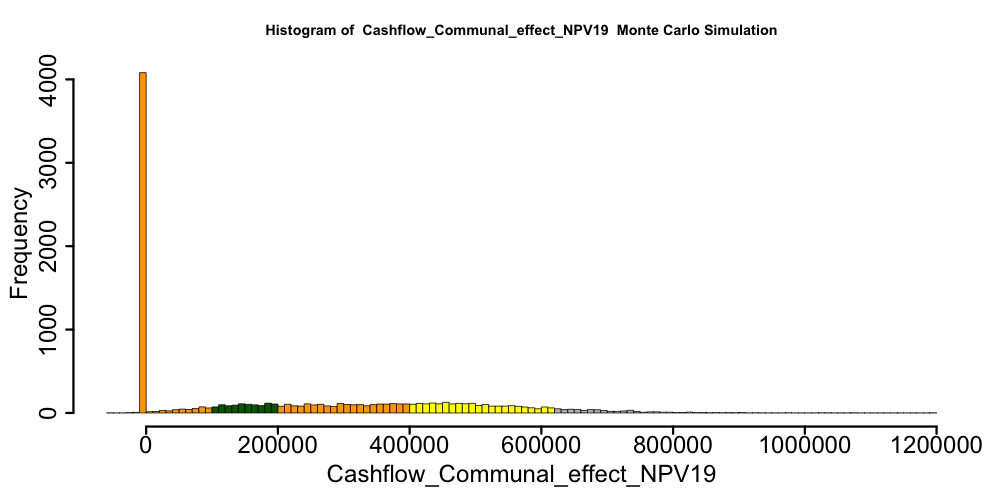 Histogram of  Cashflow_Communal_effect_NPV19  Monte Carlo Simulation
Frequency
4000
3000
2000
1000
0
0 200000 400000 600000 800000 1000000 1200000
Cashflow_Communal_effect_NPV19